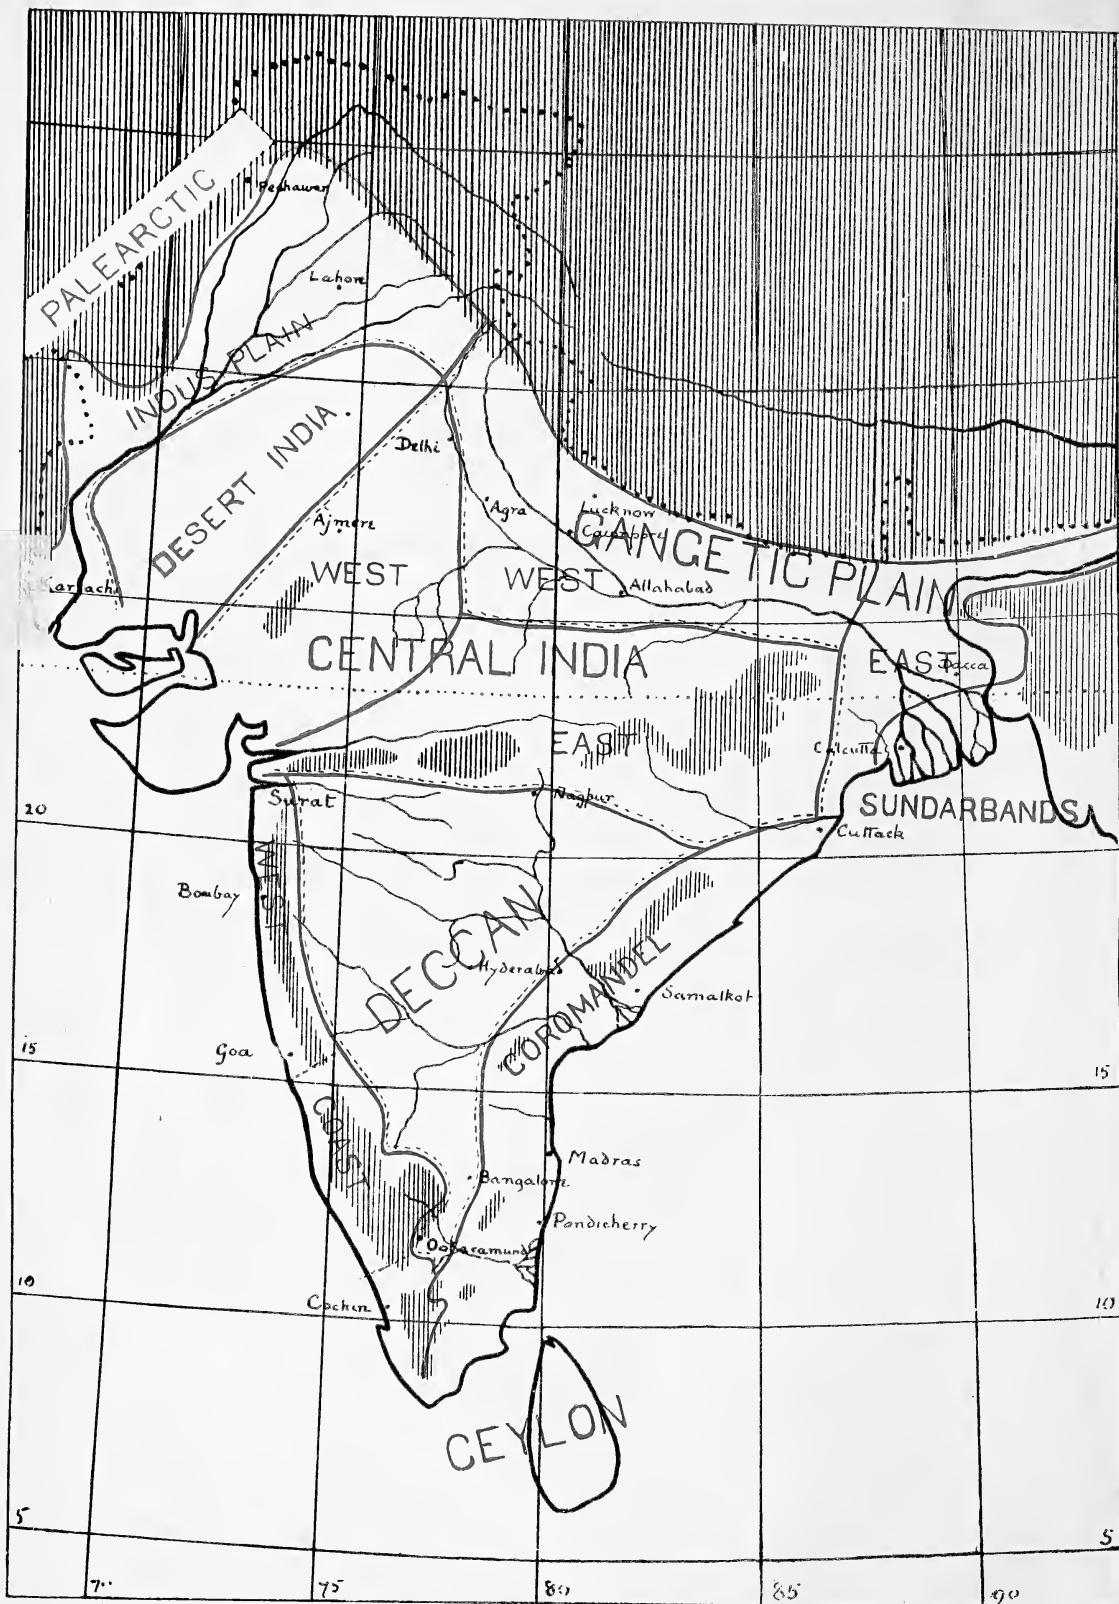 PALEARCTIC
Peshawar
Lahore
INDUS PLAIN
DESERT INDIA
Delhi
Ajmere
Agra
Lucknow
Cawnpore
GANGETIC PLAIN
WEST
WEST
Allahabad
Karlachi
CENTRAL INDIA
EAST
Dacca
EAST
Calcutta
Surat
Nagpur
SUNDARBANDS
20
Cuttack
WEST
Bombay
DECCAN
Hyderabad
COROMANDEL
Samalkot
Goa
15
15
COAST
Madras
Bangalore
Pondicherry
Ootacamund
10
10
Cochin
CEYLON
5
5
75
80
85
90